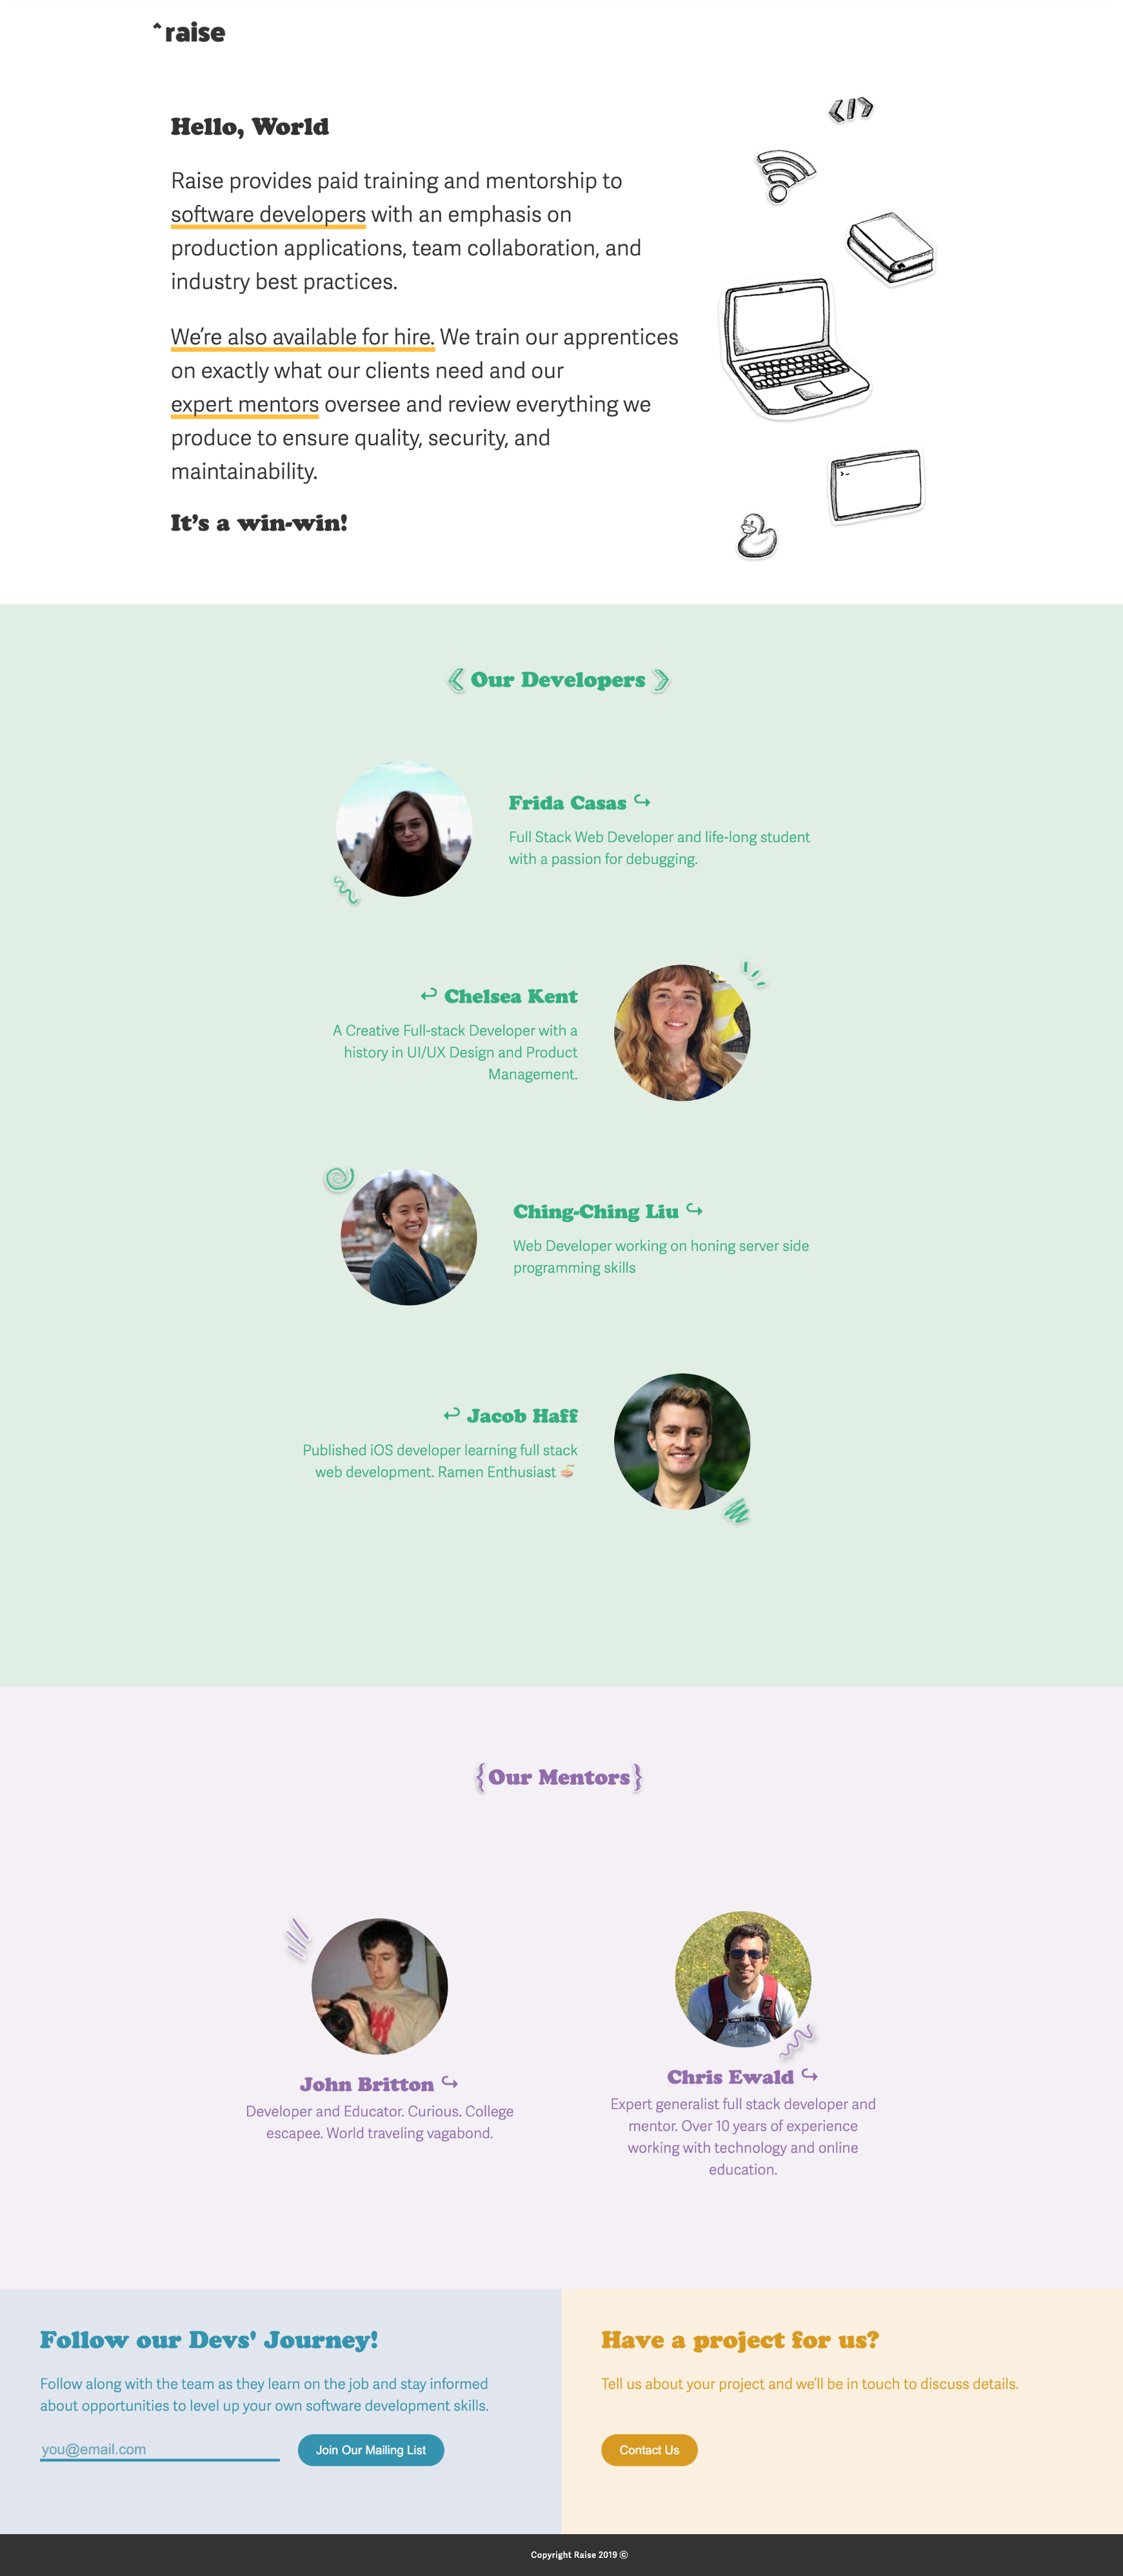 ^raise
Hello, World
Raise provides paid training and mentorship to
software developers with an emphasis on
production applications, team collaboration, and
industry best practices.
We’re also available for hire. We train our apprentices
on exactly what our clients need and our
expert mentors oversee and review everything we
produce to ensure quality, security, and
maintainability.
It’s a win-win!
</>
>-
< Our Developers >
Frida Casas ↪
Full Stack Web Developer and life-long student
with a passion for debugging.
↩ Chelsea Kent
A Creative Full-stack Developer with a
history in UI/UX Design and Product
Management.
Ching-Ching Liu ↪
Web Developer working on honing server side
programming skills
↩ Jacob Haff
Published iOS developer learning full stack
web development. Ramen Enthusiast 🍜
{Our Mentors}
John Britton ↪
Developer and Educator. Curious. College
escapee. World traveling vagabond.
Chris Ewald ↪
Expert generalist full stack developer and
mentor. Over 10 years of experience
working with technology and online
education.
Follow our Devs' Journey!
Follow along with the team as they learn on the job and stay informed
about opportunities to level up your own software development skills.
you@email.com
Join Our Mailing List
Have a project for us?
Tell us about your project and we’ll be in touch to discuss details.
Contact Us
Copyright Raise 2019 ©